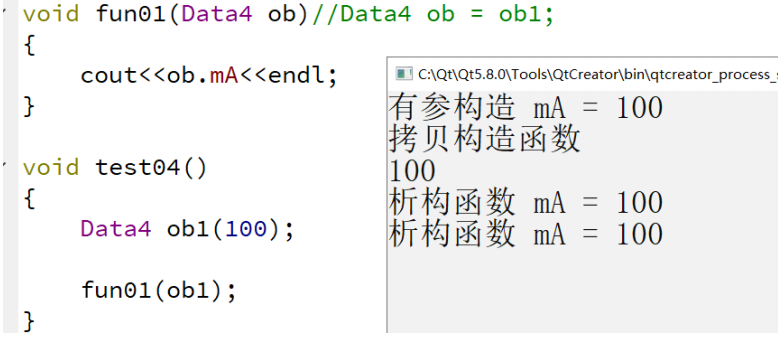 void fun01(Data4 ob)//Data4 ob = ob1;
{
    cout<<ob.mA<<endl;
}
void test04()
{
    Data4 ob1(100);
    fun01(ob1);
}
C:\Qt\Qt5.8.0\Tools\QtCreator\bin\qtcreator_process_s
有参构造 mA = 100
拷贝构造函数
100
析构函数 mA = 100
析构函数 mA = 100